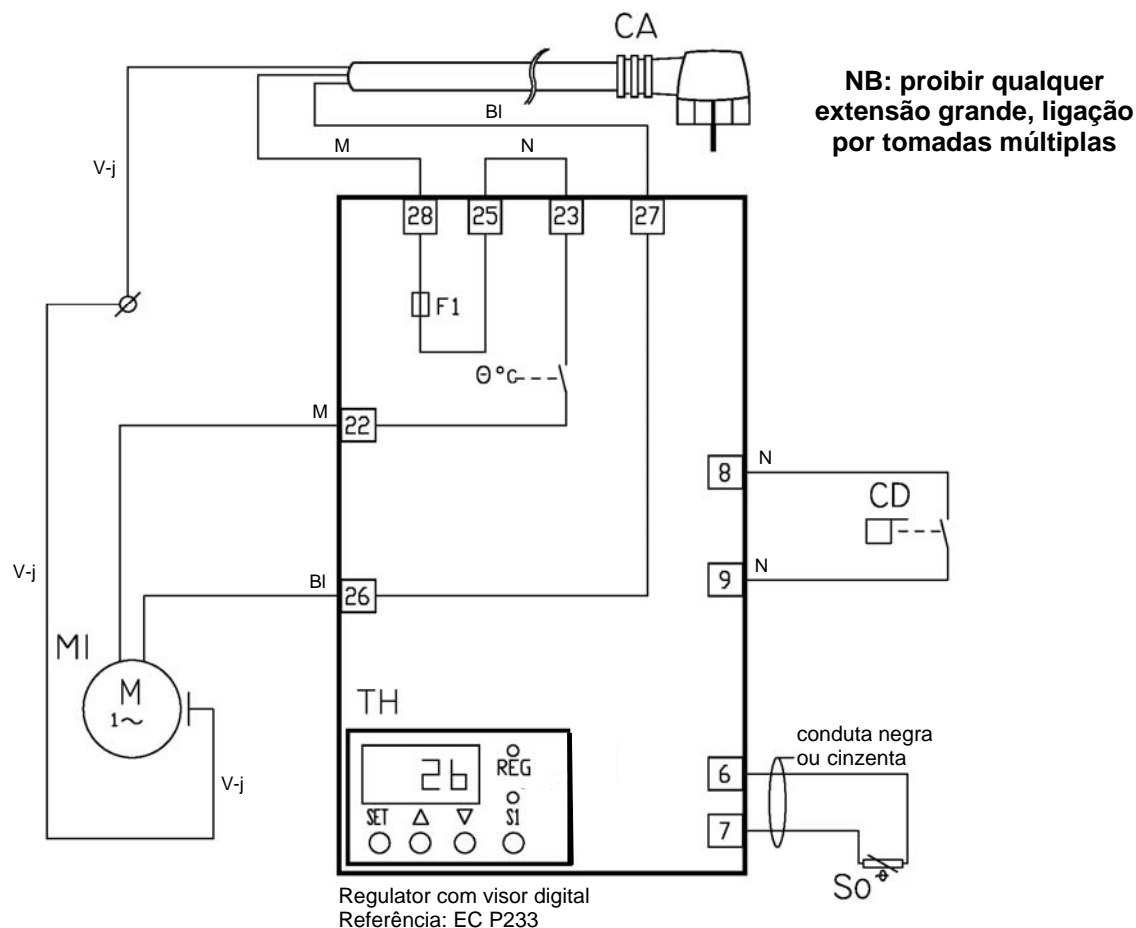 CA
NB: proibir qualquer
extensão grande, ligação
por tomadas múltiplas
Bl
M
N
V-j
28
25
23
27
F1
Θ°c
M
22
8
N
CD
V-j
Bl
26
9
N
MI
M
1~
TH
26
REG
SET
△
▽
S1
V-j
conduta negra
ou cinzenta
6
7
So
Regulator com visor digital
Referência: EC P233